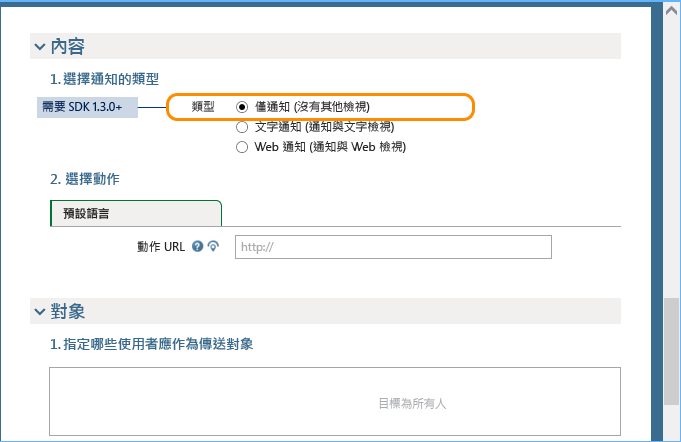 內容
1.選擇通知的類型
需要 SDK 1.3.0+ 類型 僅通知 (沒有其他檢視)
文字通知 (通知與文字檢視)
Web 通知 (通知與 Web 檢視)
2. 選擇動作
預設語言
動作 URL ? http://
對象
1.指定哪些使用者應作為傳送對象
目標為所有人